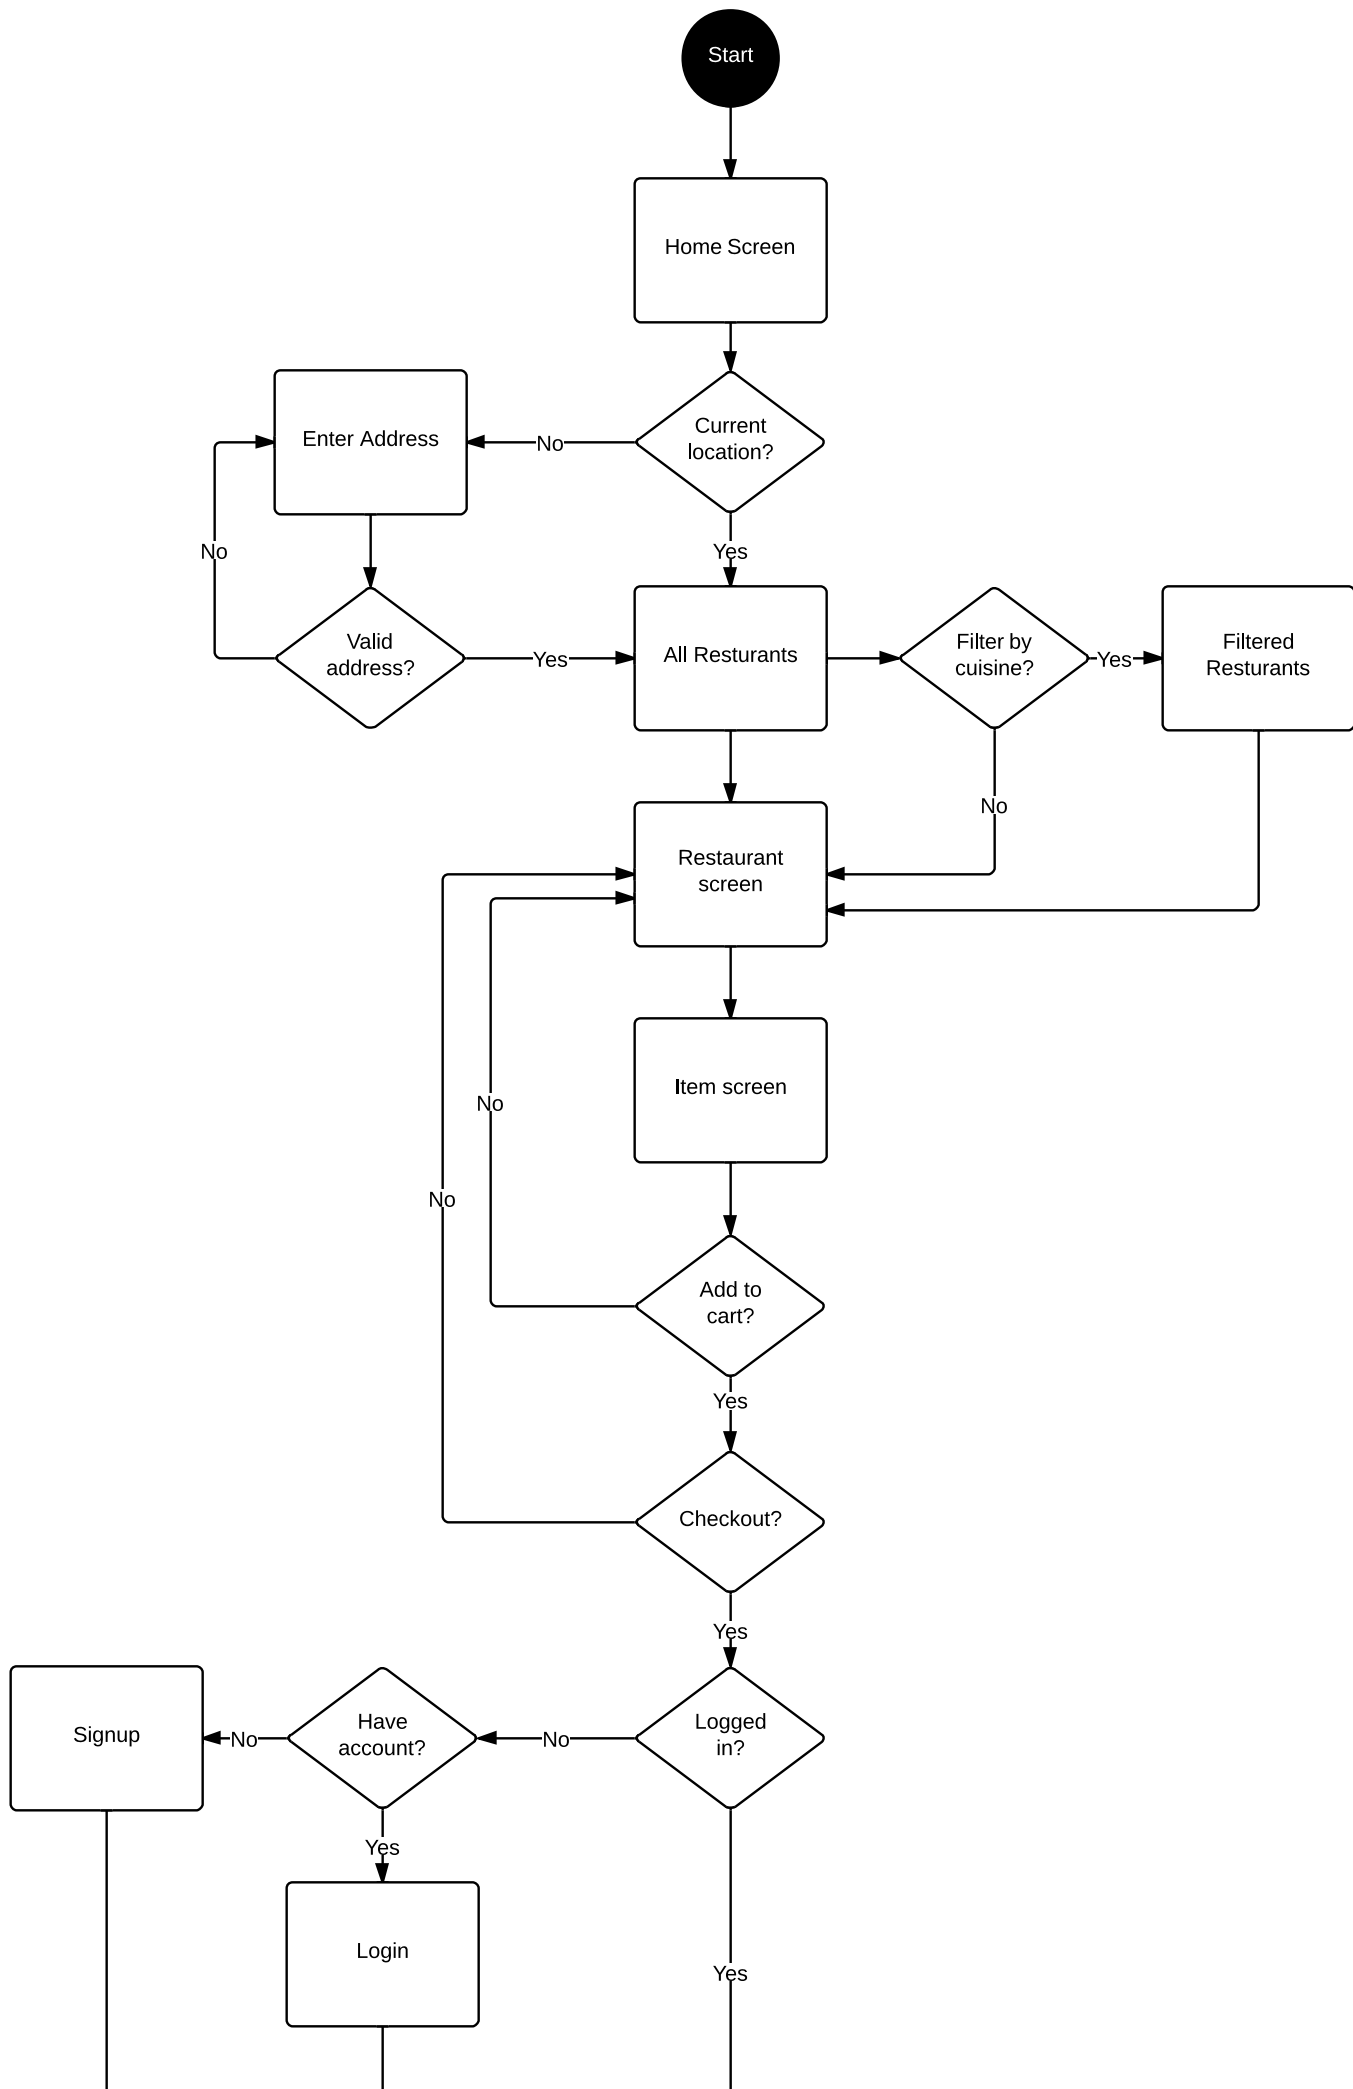 Start
Home Screen
Current
location?
No
Enter Address
No
Yes
Valid
address?
Yes
All Resturants
Filter by
cuisine?
Yes
Filtered
Resturants
No
Restaurant
screen
Item screen
No
No
Add to
cart?
Yes
Checkout?
Yes
Signup
No
Have
account?
No
Logged
in?
Yes
Login
Yes